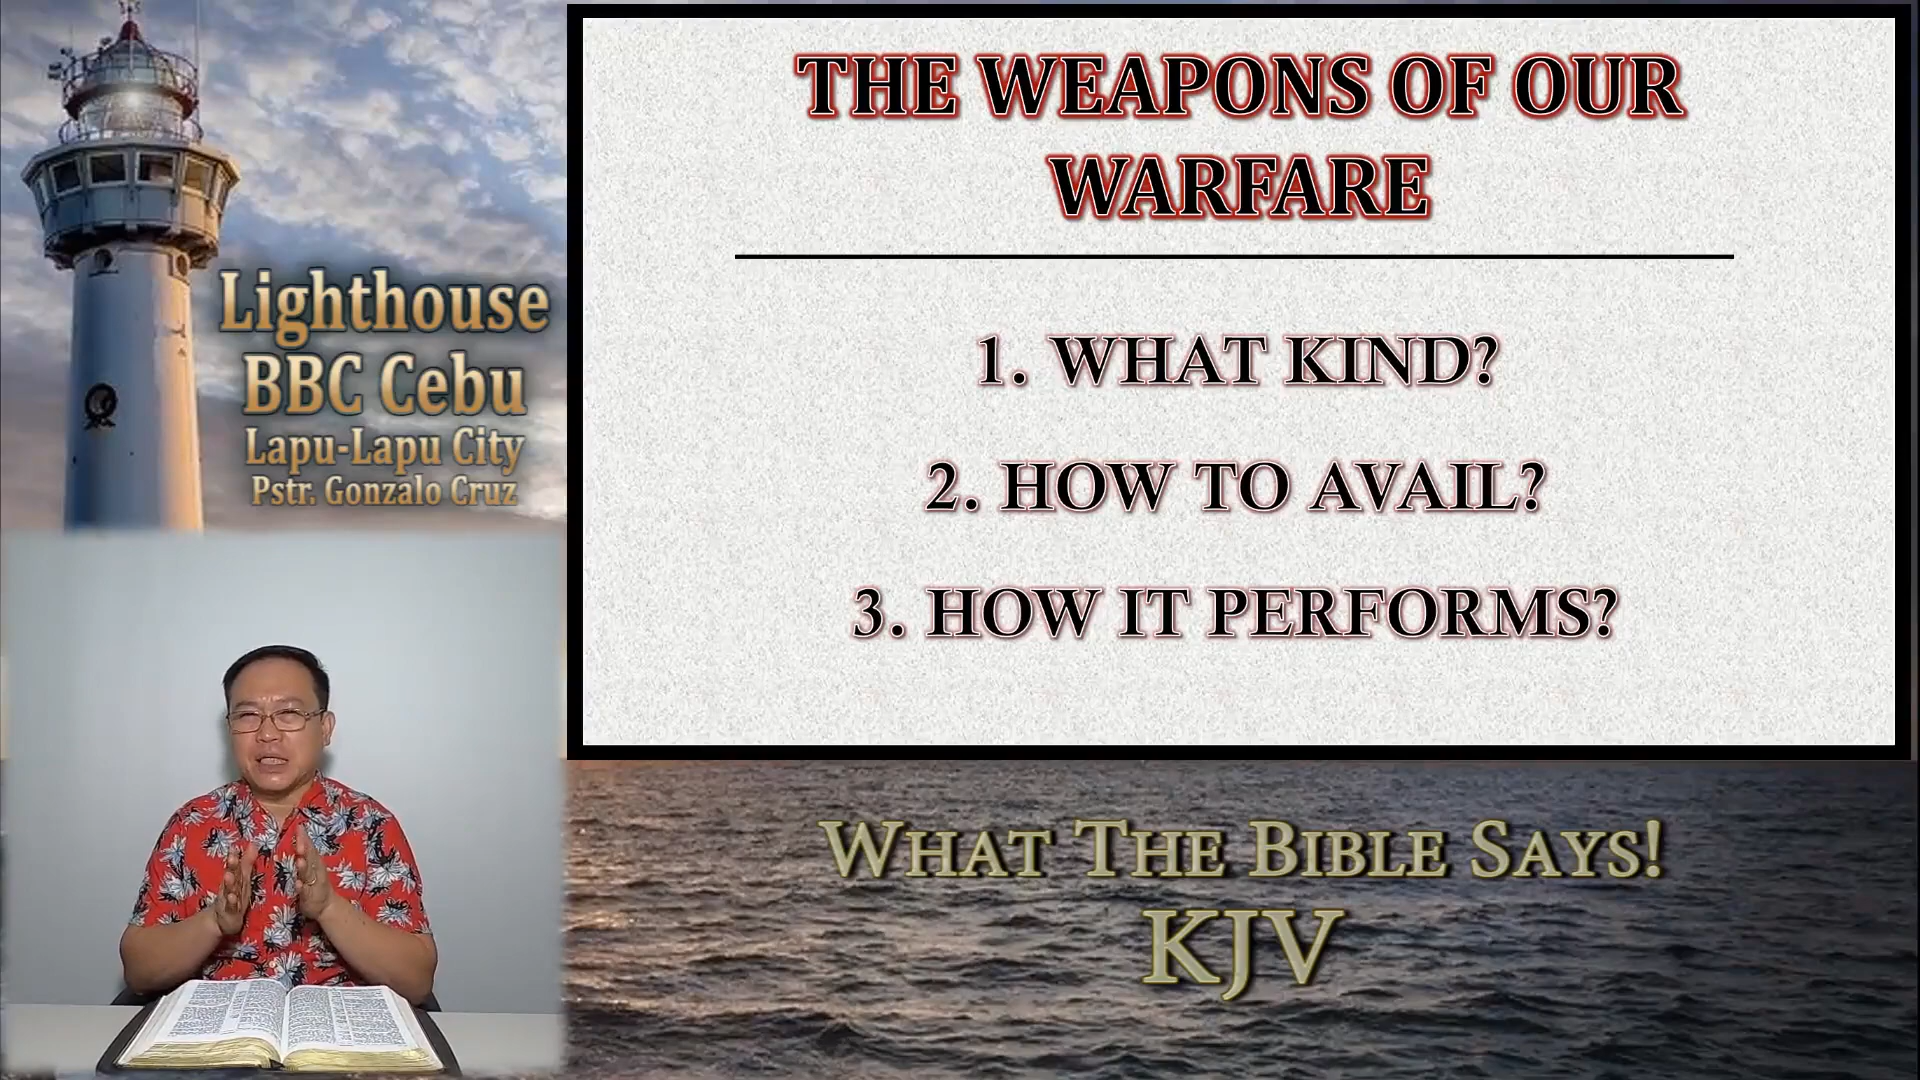 THE WEAPONS OF OUR
WARFARE
1. WHAT KIND?
2. HOW TO AVAIL?
3. HOW IT PERFORMS?
Lighthouse
BBC Cebu
Lapu-Lapu City
Pstr. Gonzalo Cruz
WHAT THE BIBLE SAYS!
KJV